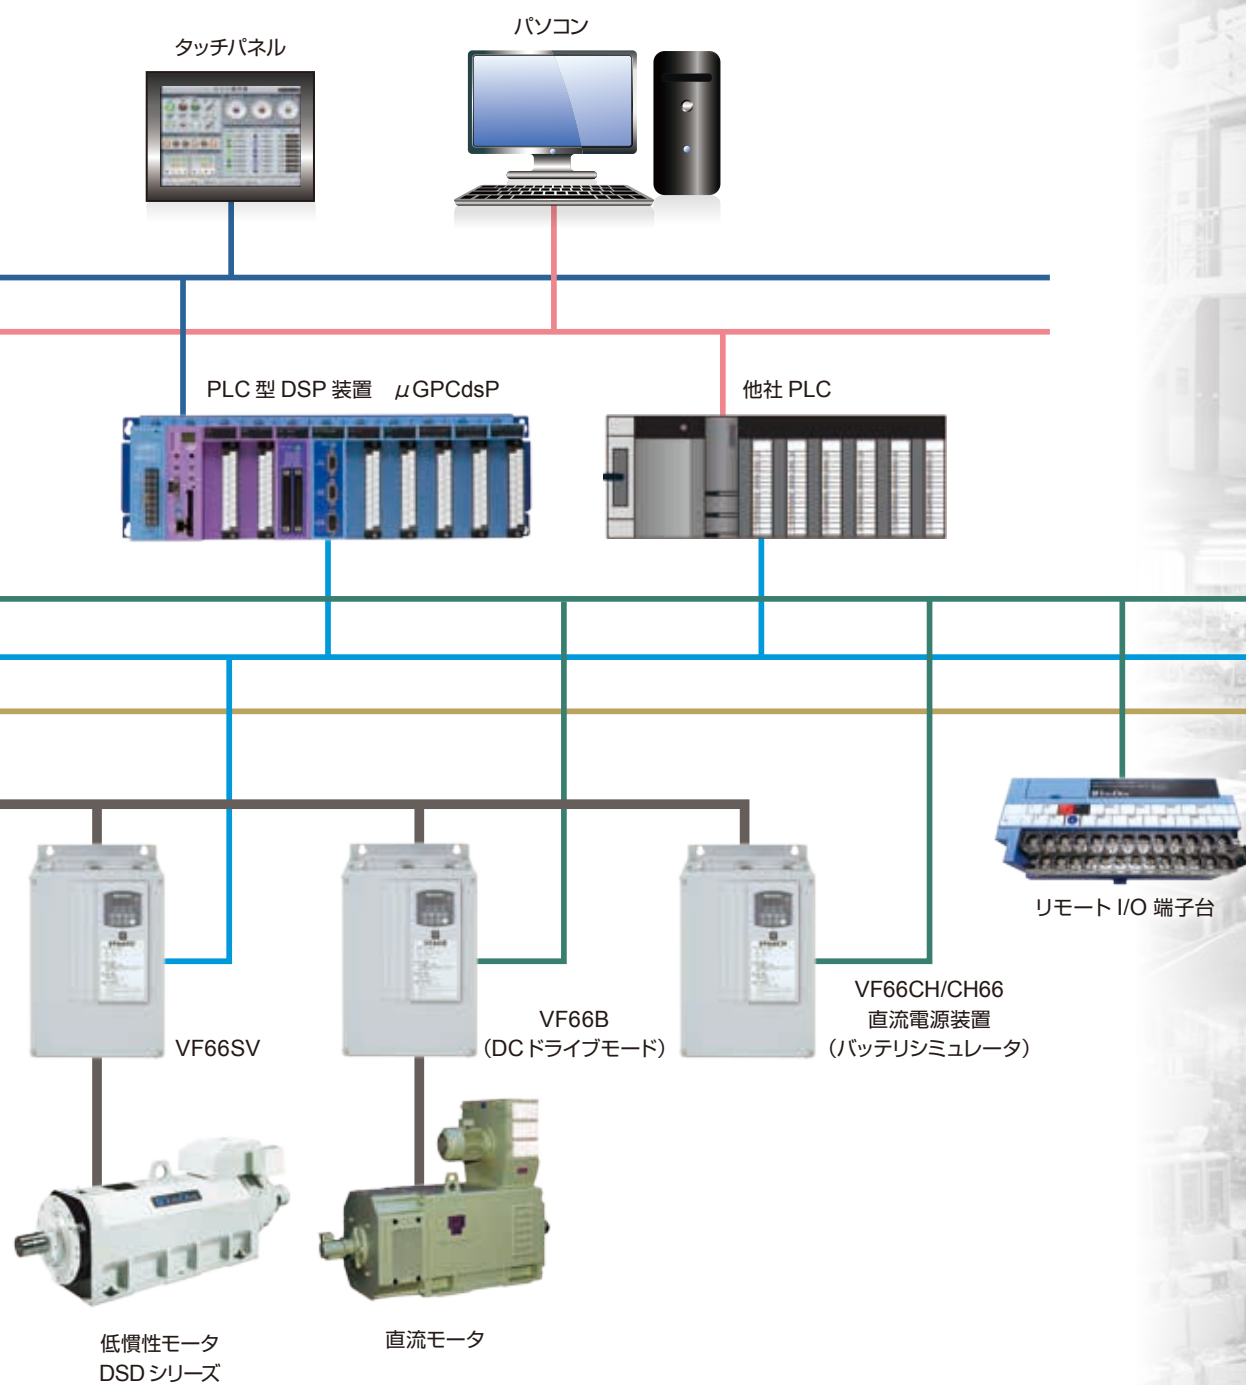 タッチパネル
パソコン
PLC 型 DSP 装置　μGPCdsP
他社 PLC
リモート I/O 端子台
VF66SV
VF66B
（DCドライブモード）
VF66CH/CH66
直流電源装置
（バッテリシミュレータ）
低慣性モータ
DSD シリーズ
直流モータ